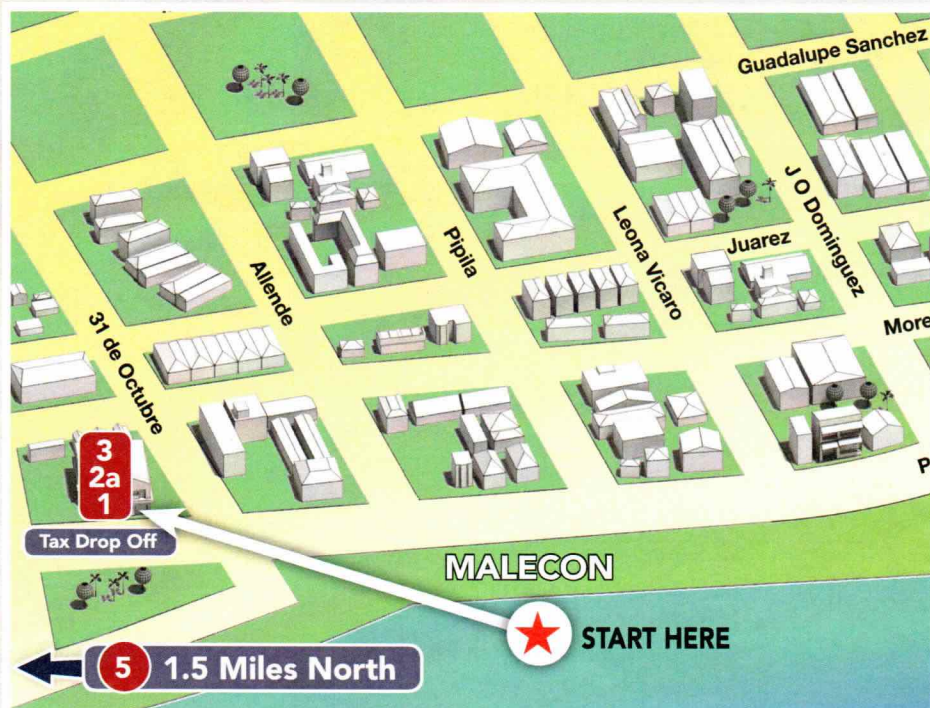 Guadalupe Sanchez
J O Dominguez
Leona Vicaro
Juarez
Pipila
Allende
31 de Octubre
More
P
3
2a
1
Tax Drop Off
MALECON
START HERE
5 1.5 Miles North